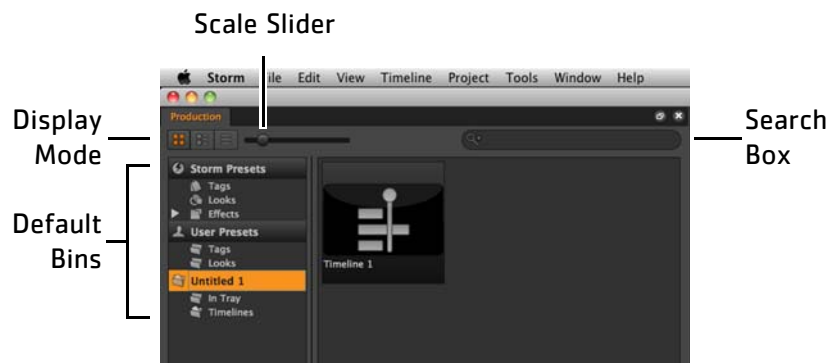 Scale Slider
Storm ile Edit View Timeline Project Tools Window Help
Production
Display Mode
Search Box
Default Bins
Storm Presets
Tags
Looks
Effects
User Presets
Tags
Looks
Untitled 1
In Tray
Timelines
Timeline 1